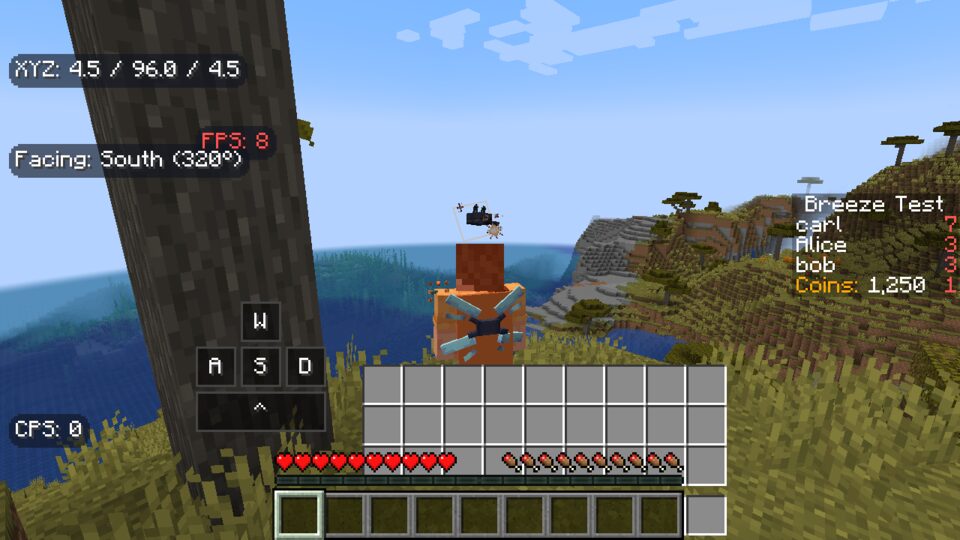 XYZ: 4.5 / 96.0 / 4.5
FPS: 8
Facing: South (320°)
Breeze Test
carl 7
Alice 3
bob 3
Coins: 1,250 1
W
A S D
^
CPS: 0